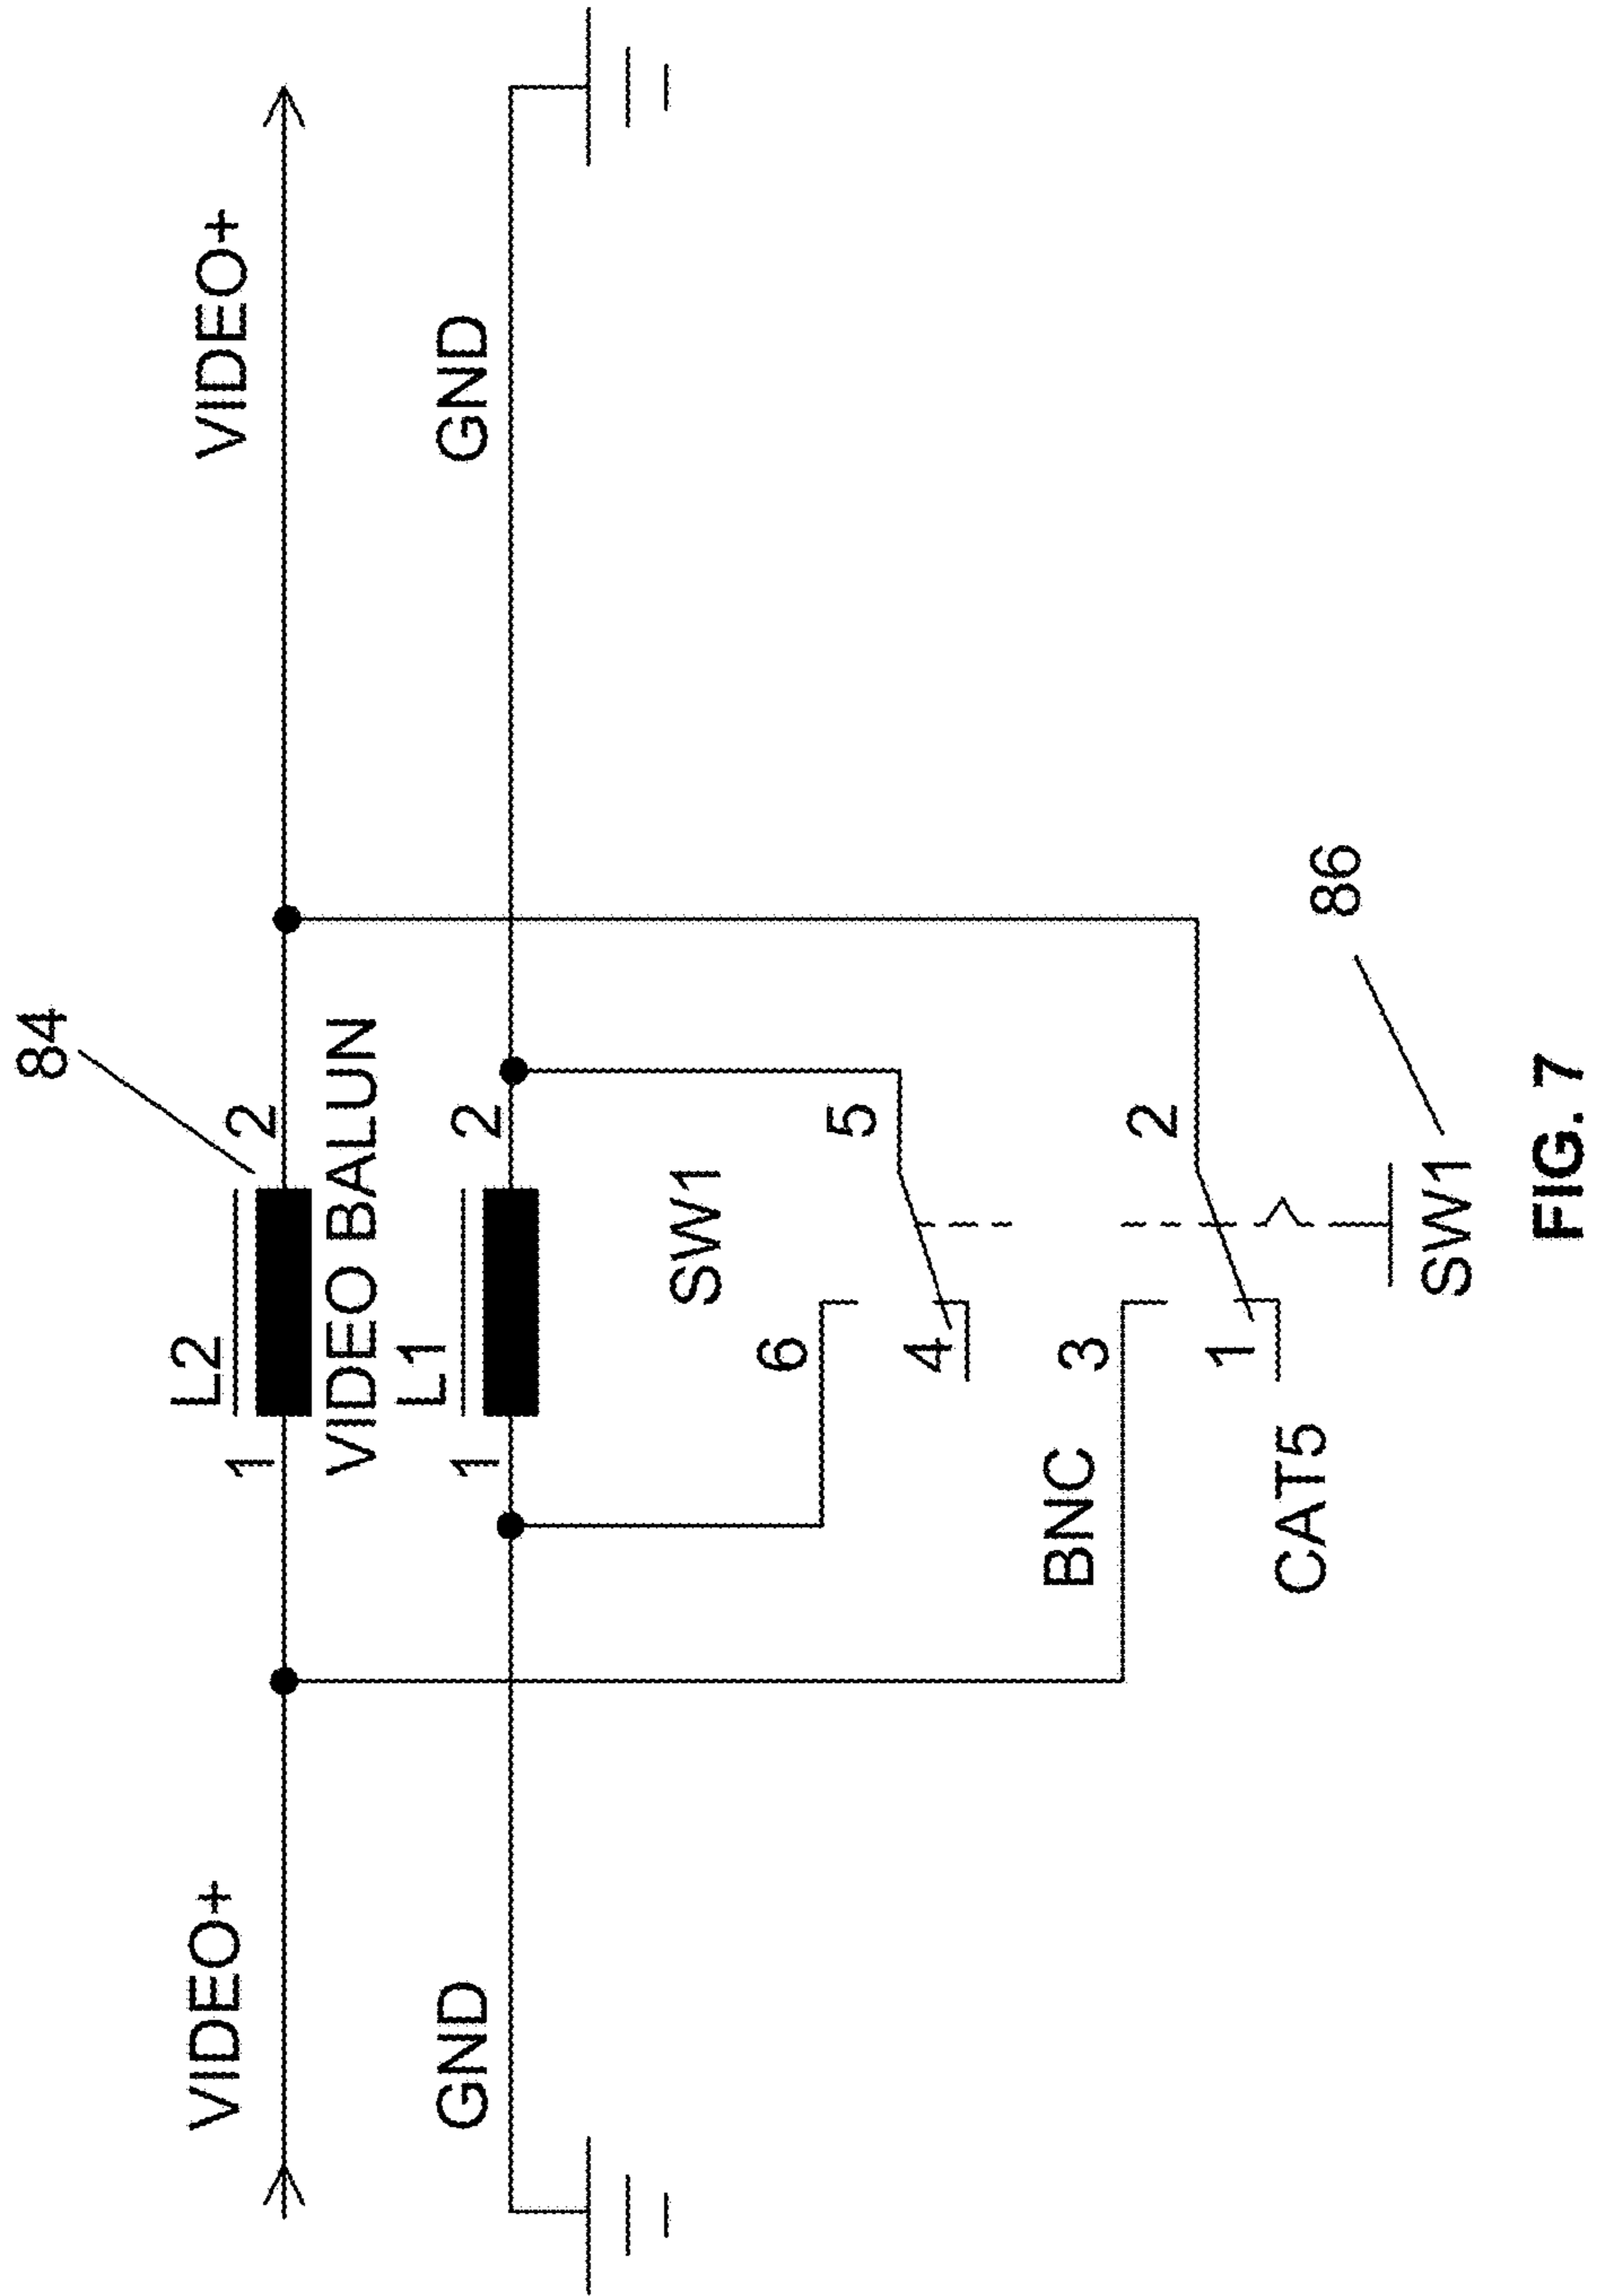 84
VIDEO+
VIDEO+
L2
1
2
VIDEO BALUN
GND
GND
L1
1
2
SW1
6
5
4
BNC
3
2
1
CAT5
86
SW1
FIG. 7